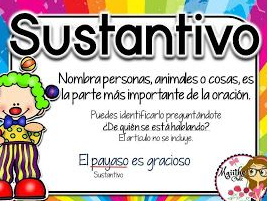 Sustantivo
Nombra personas, animales o cosas, es
la parte más importante de la oración.
Puedes identificarlo preguntándote
¿De quién se está hablando?
El artículo no se incluye.
El payaso es gracioso
Sustantivo